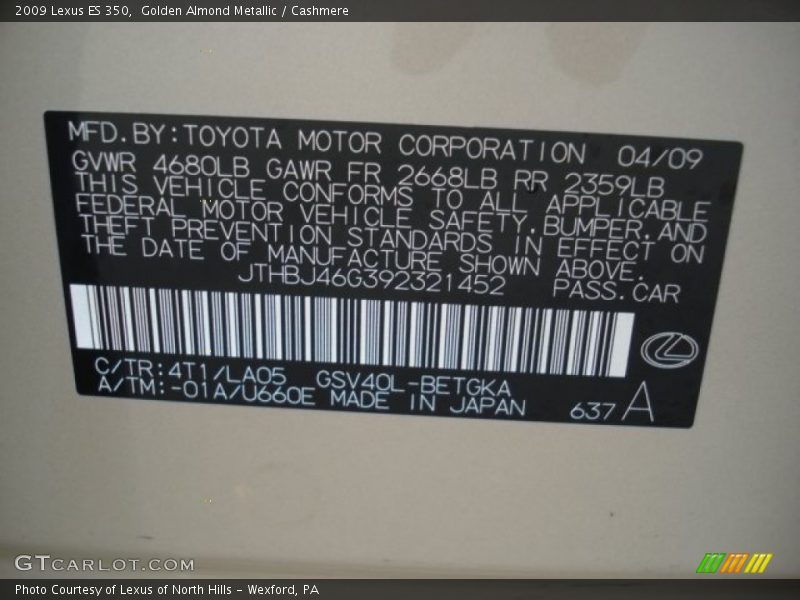 2009 Lexus ES 350,  Golden Almond Metallic / Cashmere
MFD.BY:TOYOTA MOTOR CORPORATION 04/09
GVWR 4680LB GAWR FR 2668LB RR 2359LB
THIS VEHICLE CONFORMS TO ALL APPLICABLE
FEDERAL MOTOR VEHICLE SAFETY.BUMPER.AND
THEFT PREVENTION STANDARDS IN EFFECT ON
THE DATE OF MANUFACTURE SHOWN ABOVE.
JTHBJ46G392321452 PASS.CAR
C/TR:4T1/LA05 GSV40L-BETGKA
A/TM:-01A/U660E MADE IN JAPAN 637 A
GTCARLOT.COM
Photo Courtesy of Lexus of North Hills – Wexford, PA